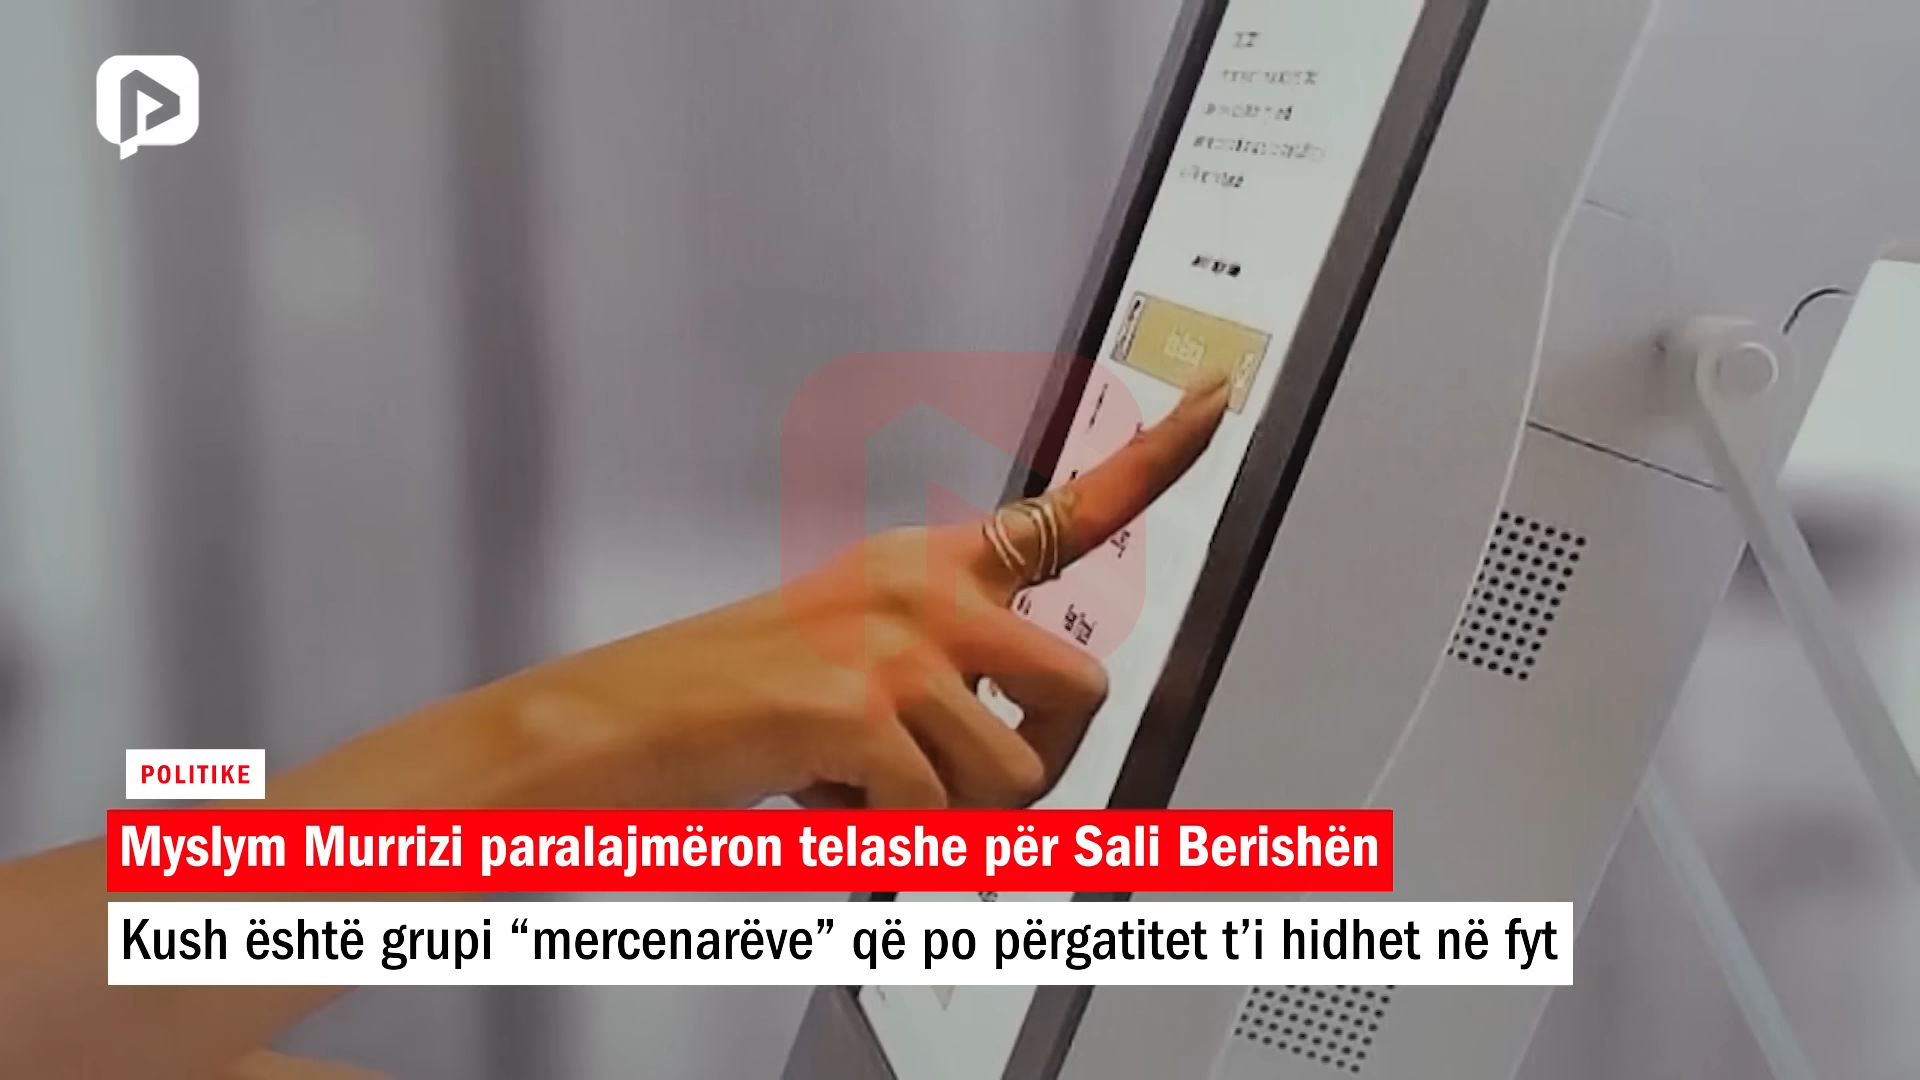 POLITIKE
Myslym Murrizi paralajmëron telashe për Sali Berishën
Kush është grupi “mercenarëve” që po përgatitet t’i hidhet në fyt